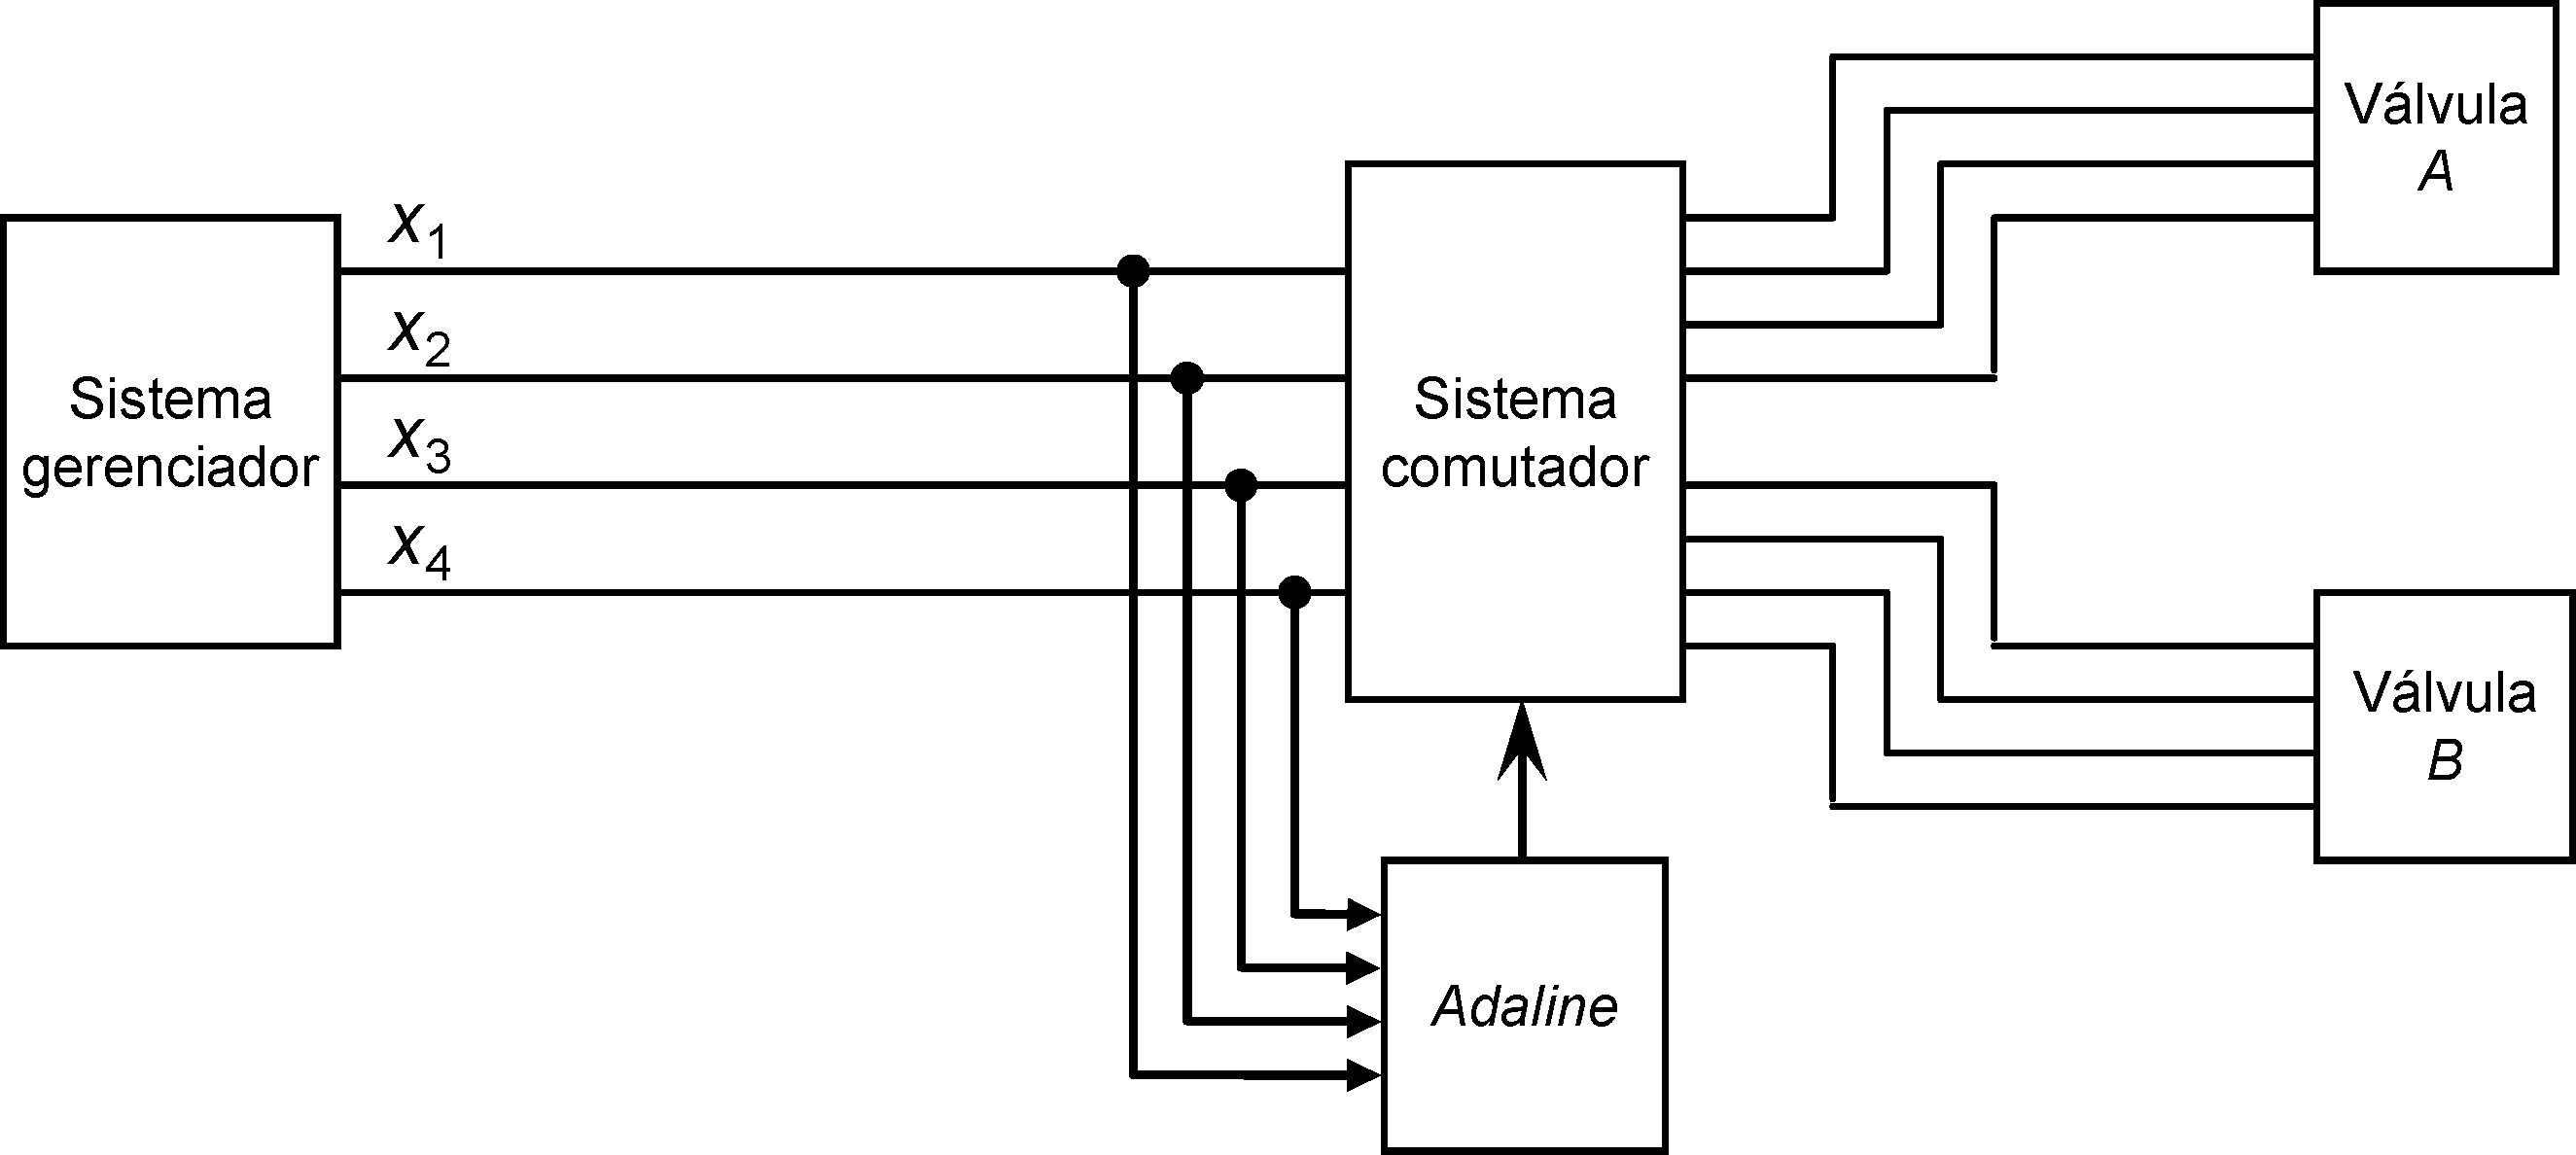 Válvula
A
x1
x2
Sistema
gerenciador
x3
x4
Sistema
comutador
Válvula
B
Adaline